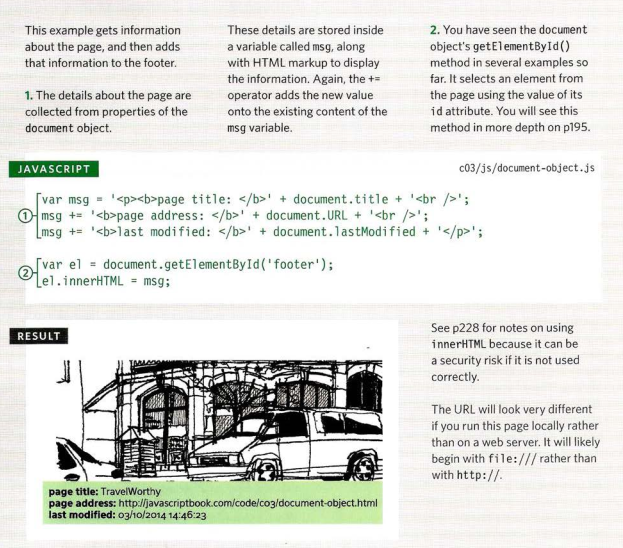 This example gets information
about the page, and then adds
that information to the footer.
1. The details about the page are
collected from properties of the
document object.
These details are stored inside
a variable called msg, along
with HTML markup to display
the information. Again, the +=
operator adds the new value
onto the existing content of the
msg variable.
2. You have seen the document
object's getElementById()
method in several examples so
far. It selects an element from
the page using the value of its
id attribute. You will see this
method in more depth on p195.
JAVASCRIPT
c03/js/document-object.js
1
var msg = '<p><b>page title: </b>' + document.title + '<br />';
msg += '<b>page address: </b>' + document.URL + '<br />';
msg += '<b>last modified: </b>' + document.lastModified + '</p>';
2
var el = document.getElementById('footer');
el.innerHTML = msg;
RESULT
page title: TravelWorthy
page address: http://javascriptbook.com/code/c03/document-object.html
last modified: 03/10/2014 14:46:23
See p228 for notes on using
innerHTML because it can be
a security risk if it is not used
correctly.
The URL will look very different
if you run this page locally rather
than on a web server. It will likely
begin with file:/// rather than
with http://.